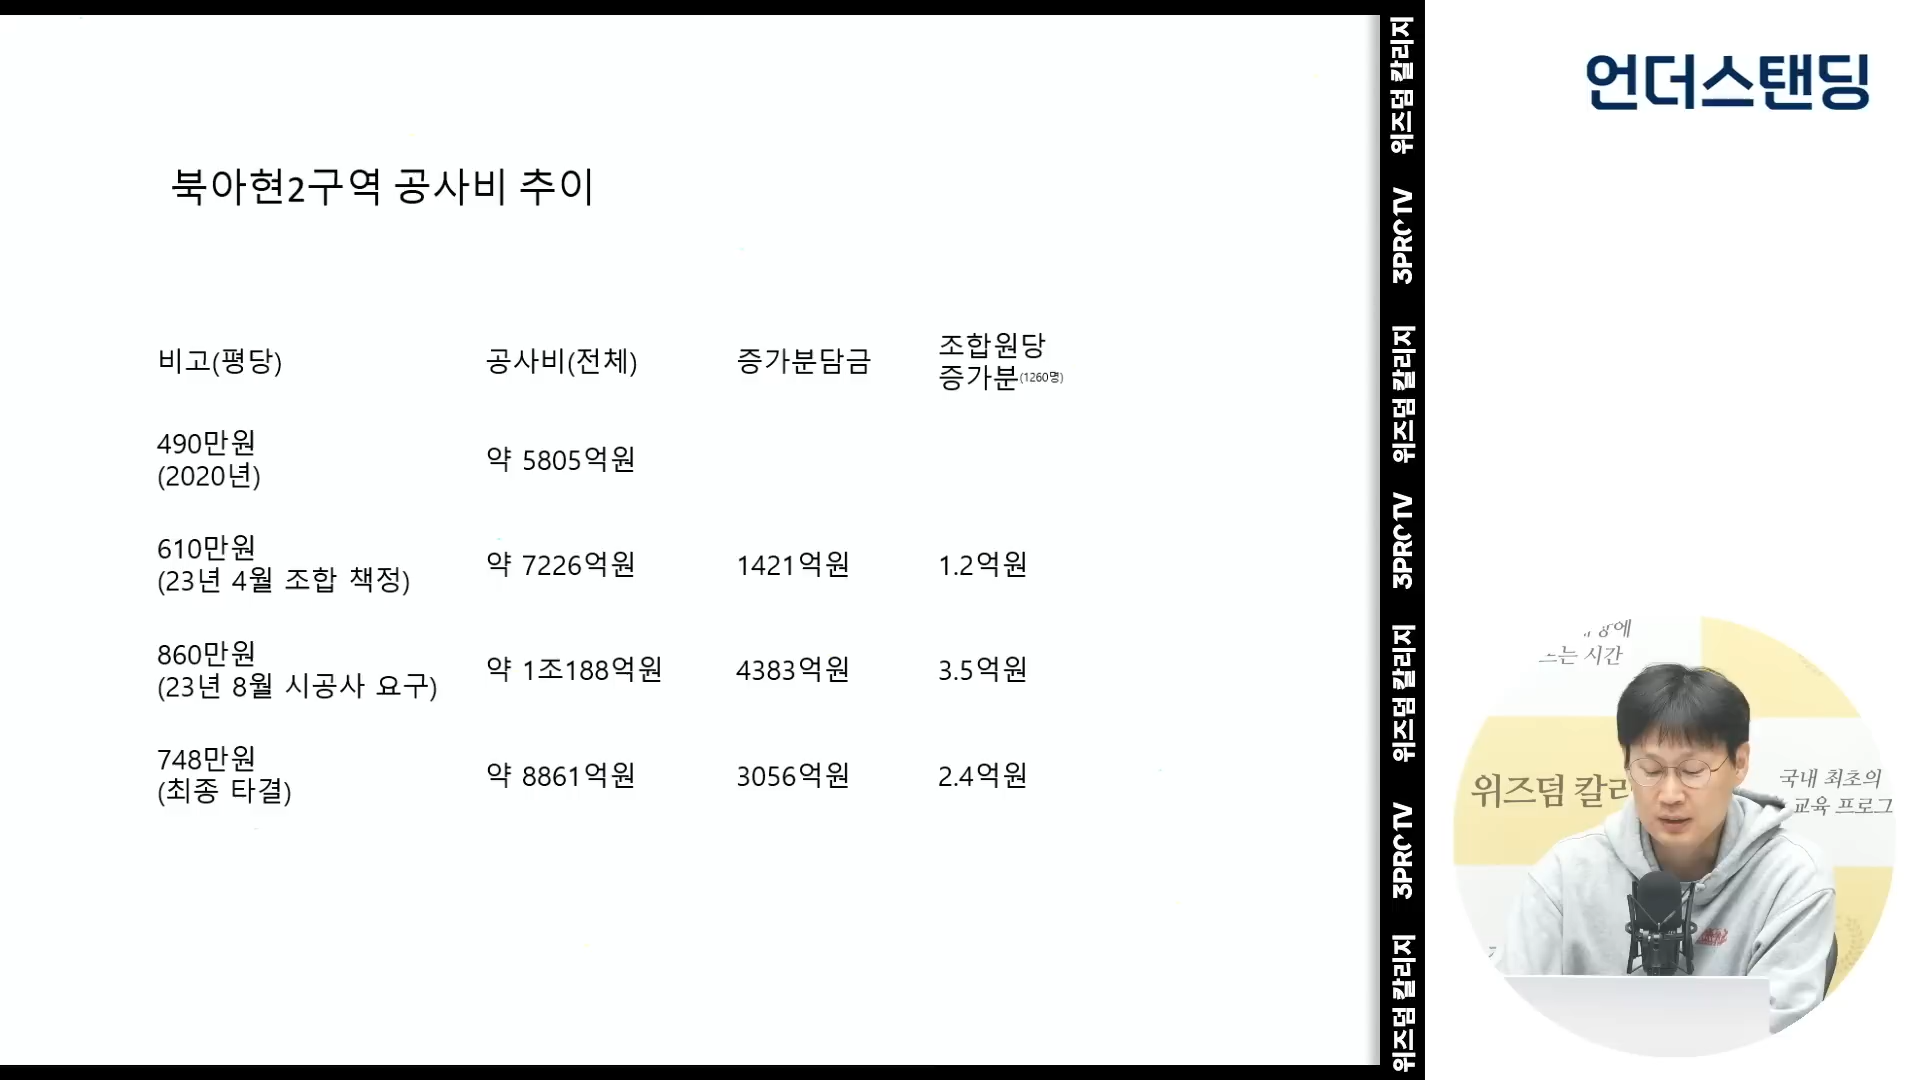 북아현2구역 공사비 추이
비고(평당) 공사비(전체) 증가분담금 조합원당 증가분(1260명)
490만원
(2020년)
약 5805억원
610만원
(23년 4월 조합 책정)
약 7226억원 1421억원 1.2억원
860만원
(23년 8월 시공사 요구)
약 1조188억원 4383억원 3.5억원
748만원
(최종 타결)
약 8861억원 3056억원 2.4억원
위즈덤 칼리지
3PROTV
위즈덤 칼리지
3PROTV
위즈덤 칼리지
3PROTV
위즈덤 칼리지
언더스탠딩
는 시간
위즈덤 칼리
국내 최초의
교육 프로그